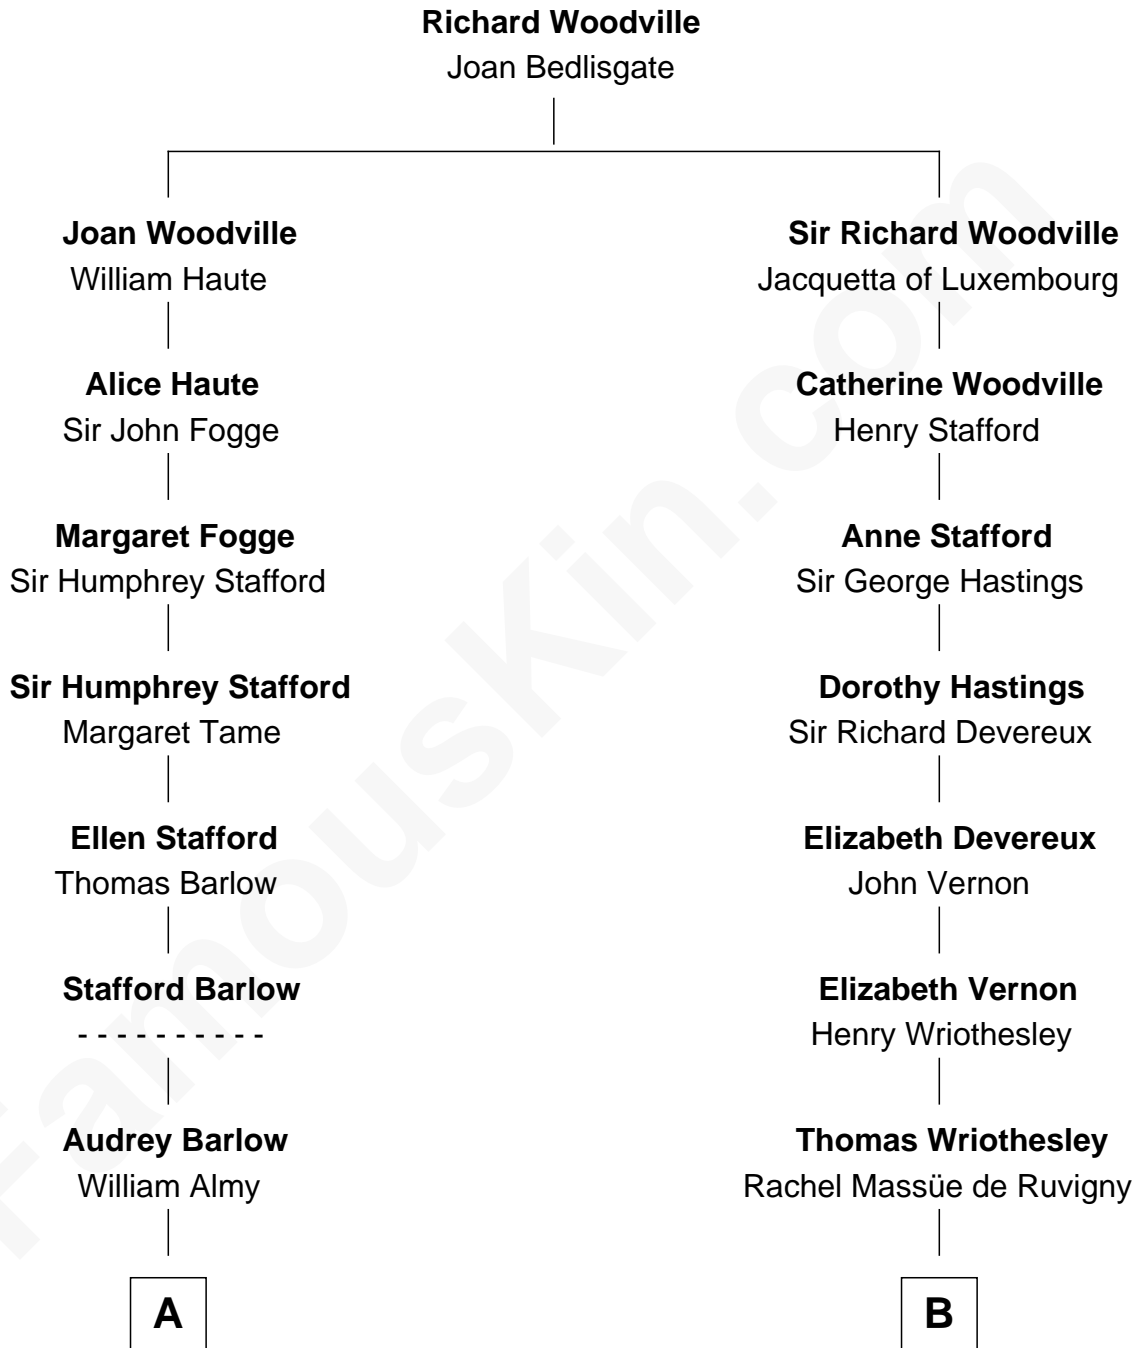 Richard Woodville
Joan Bedlisgate
Joan Woodville
William Haute
Alice Haute
Sir John Fogge
Margaret Fogge
Sir Humphrey Stafford
Sir Humphrey Stafford
Margaret Tame
Ellen Stafford
Thomas Barlow
Stafford Barlow
- - - - - - - - - -
Audrey Barlow
William Almy
A
Sir Richard Woodville
Jacquetta of Luxembourg
Catherine Woodville
Henry Stafford
Anne Stafford
Sir George Hastings
Dorothy Hastings
Sir Richard Devereux
Elizabeth Devereux
John Vernon
Elizabeth Vernon
Henry Wriothesley
Thomas Wriothesley
Rachel Massüe de Ruvigny
B
FamousKin.com